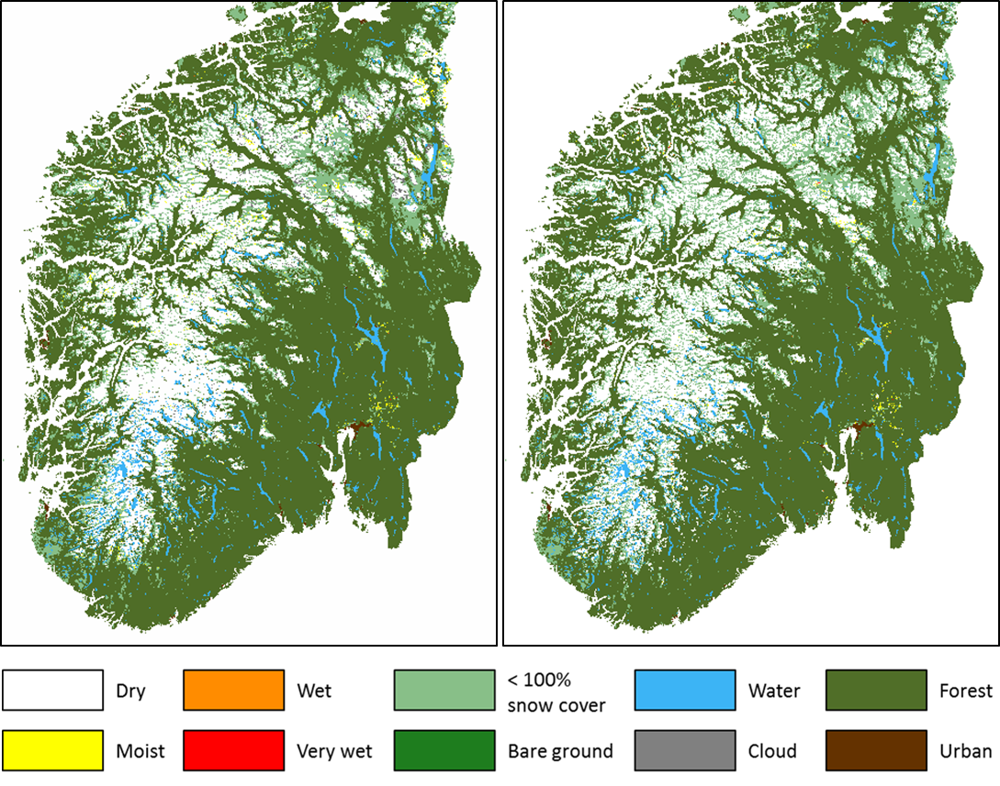 Dry
Wet
< 100%
snow cover
Water
Forest
Moist
Very wet
Bare ground
Cloud
Urban